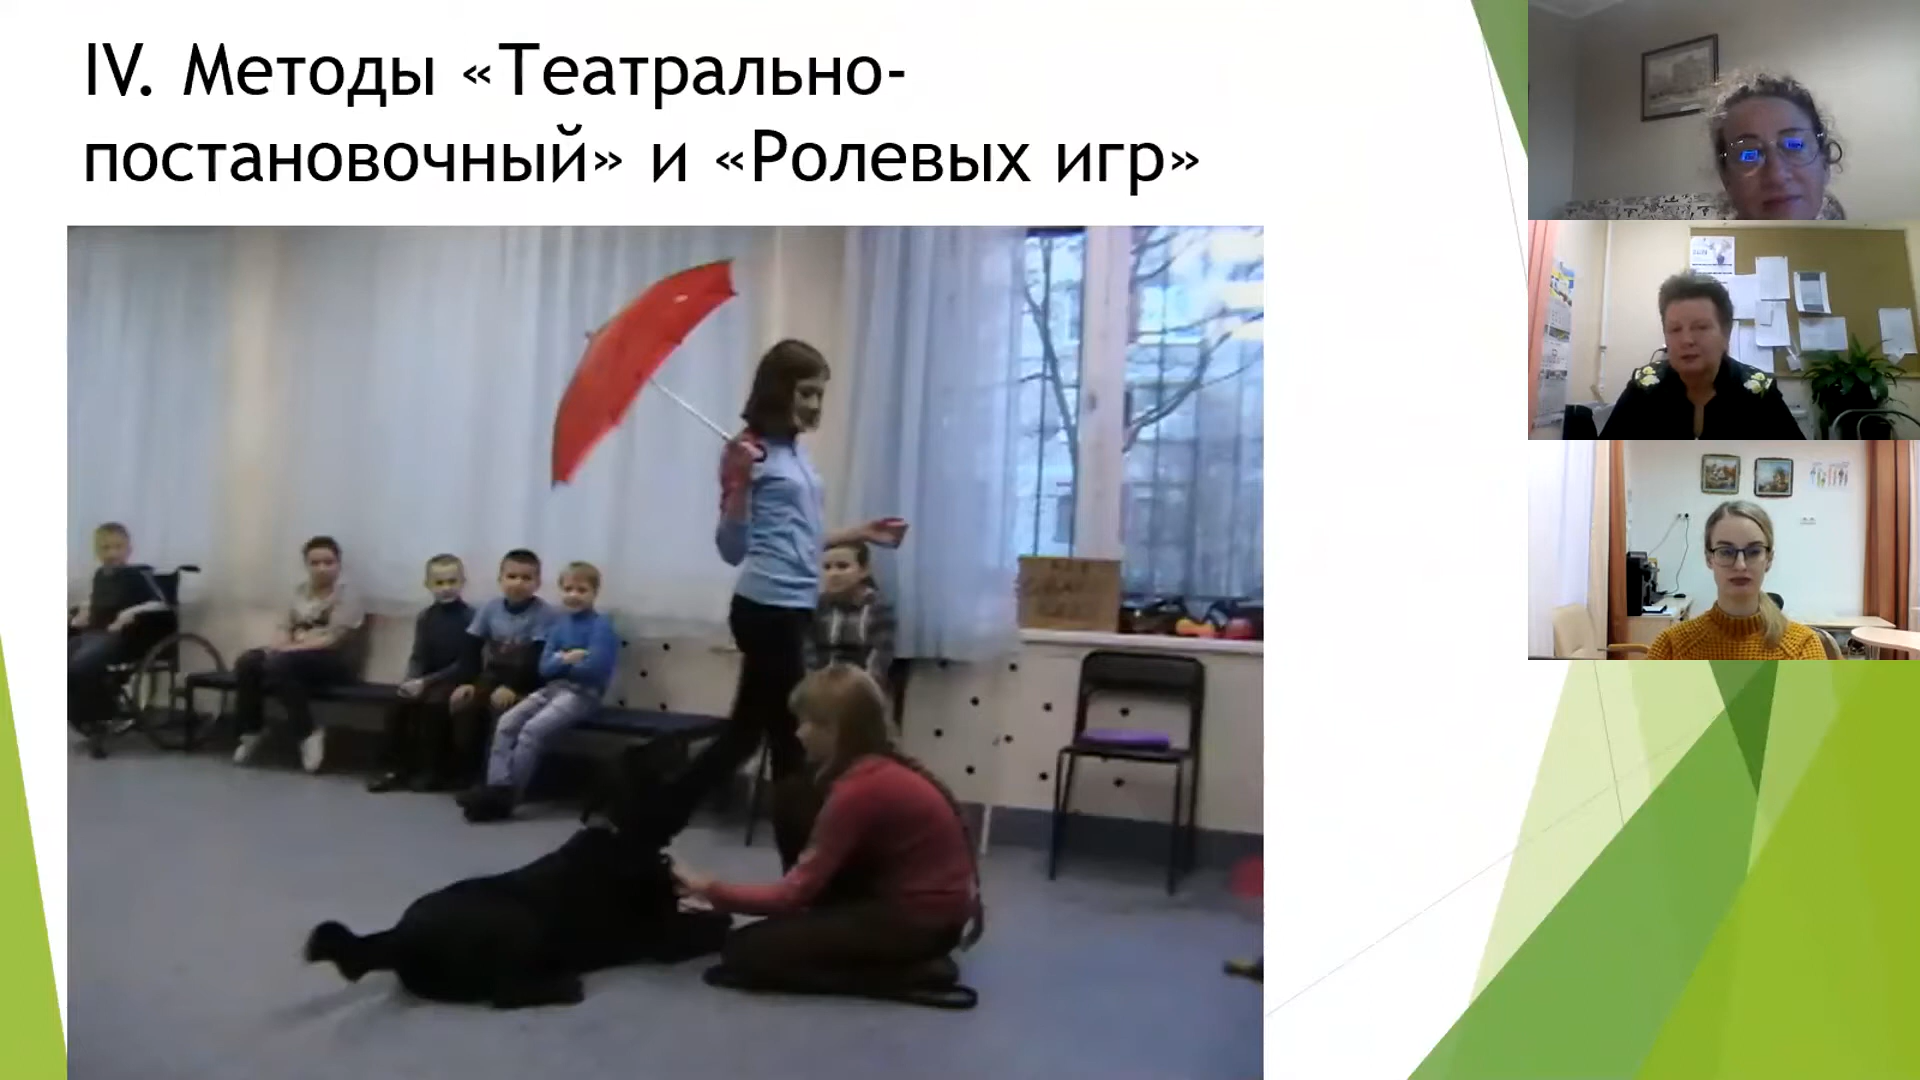 IV. Методы «Театрально-
постановочный» и «Ролевых игр»